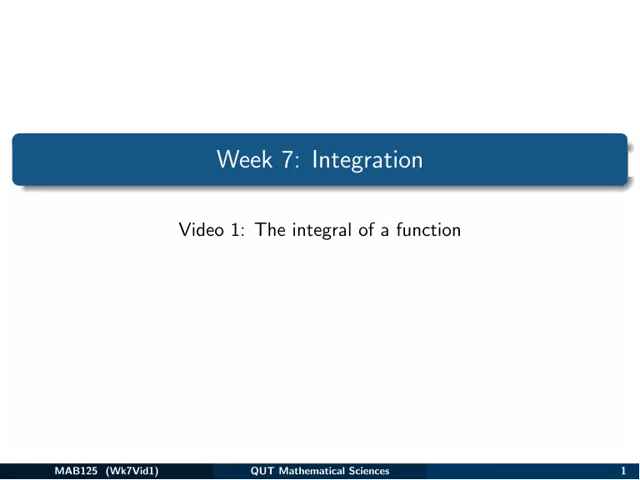 Week 7: Integration
Video 1: The integral of a function
MAB125 (Wk7Vid1) QUT Mathematical Sciences 1